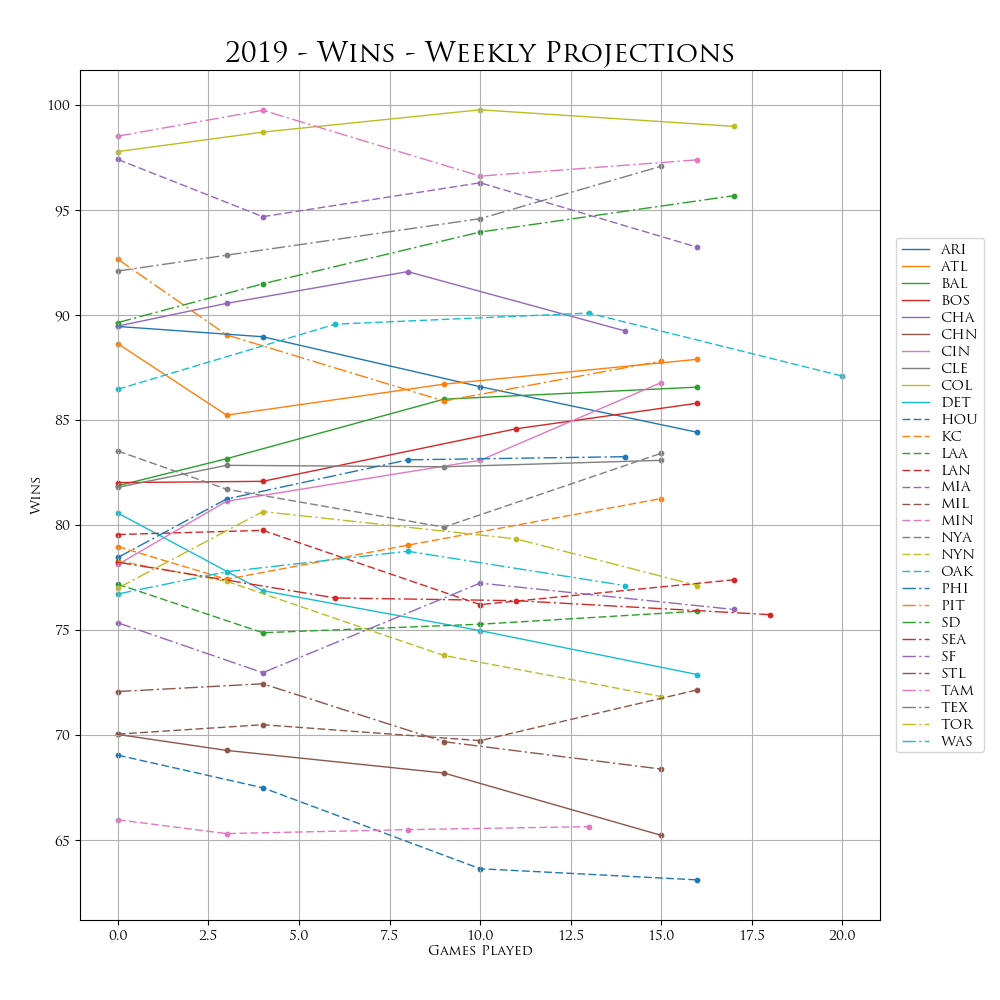 2019 - Wins - Weekly Projections
100
95
90
85
80
75
70
65
Wins
0.0 2.5 5.0 7.5 10.0 12.5 15.0 17.5 20.0
Games Played
ARI
ATL
BAL
BOS
CHA
CHN
CIN
CLE
COL
DET
HOU
KC
LAA
LAN
MIA
MIL
MIN
NYA
NYN
OAK
PHI
PIT
SD
SEA
SF
STL
TAM
TEX
TOR
WAS